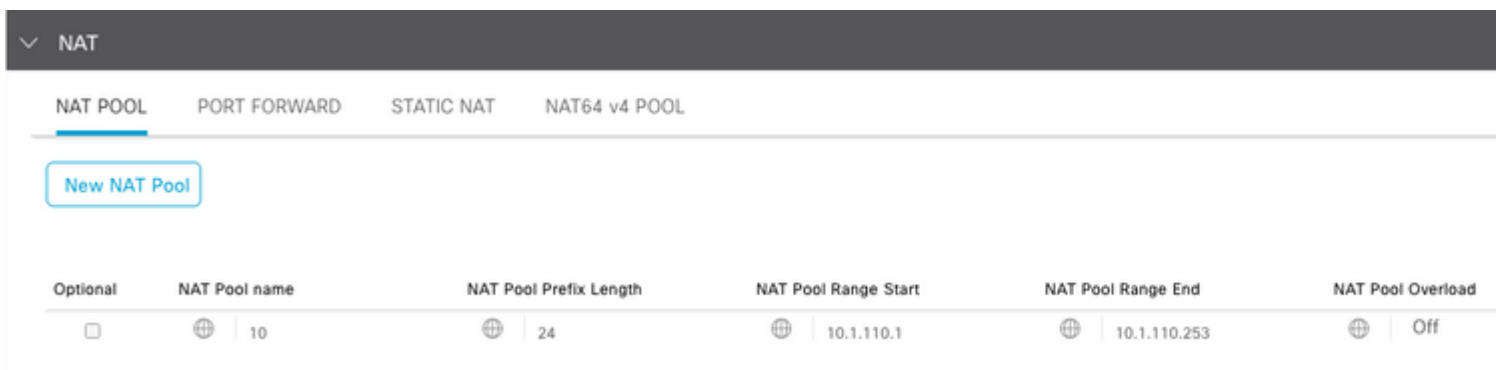 NAT
NAT POOL PORT FORWARD STATIC NAT NAT64 v4 POOL
New NAT Pool
Optional NAT Pool name NAT Pool Prefix Length NAT Pool Range Start NAT Pool Range End NAT Pool Overload
10 24 10.1.110.1 10.1.110.253 Off